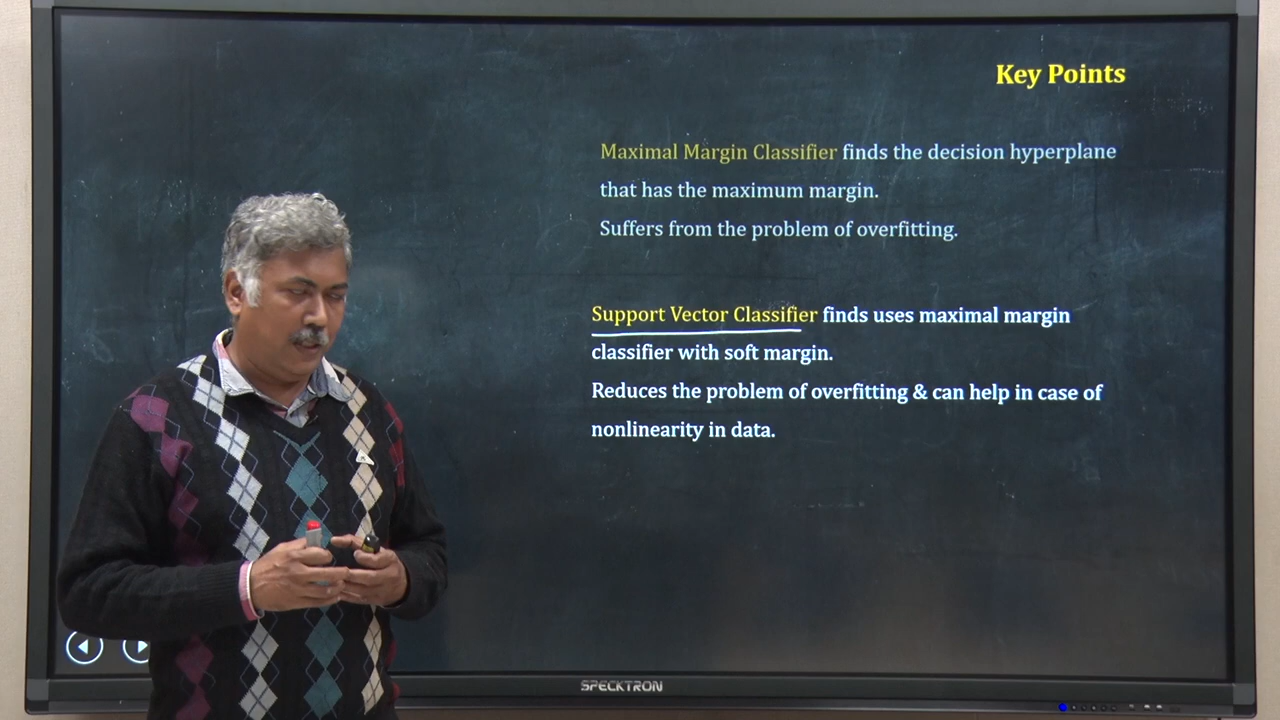 Key Points
Maximal Margin Classifier finds the decision hyperplane
that has the maximum margin.
Suffers from the problem of overfitting.
Support Vector Classifier finds uses maximal margin
classifier with soft margin.
Reduces the problem of overfitting & can help in case of
nonlinearity in data.
SPECKTRON